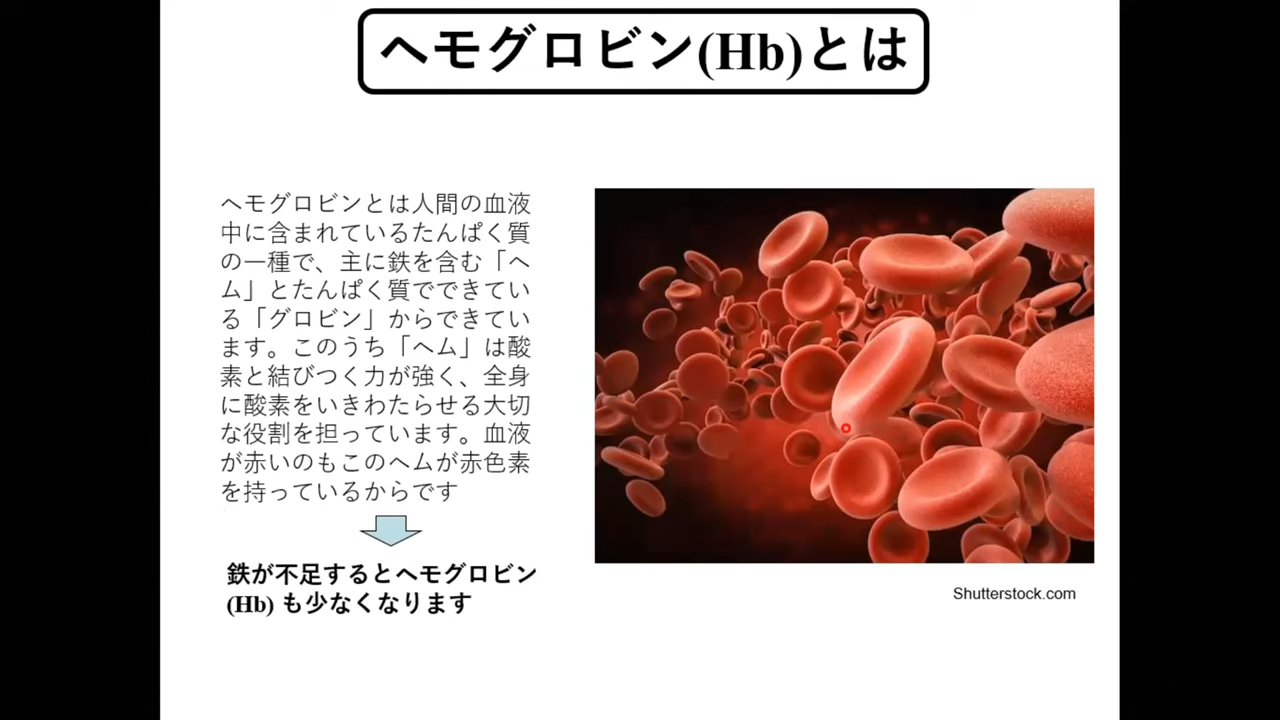 ヘモグロビン(Hb)とは
ヘモグロビンとは人間の血液
中に含まれているたんぱく質
の一種で、主に鉄を含む「ヘ
ム」とたんぱく質でできてい
る「グロビン」からできてい
ます。このうち「ヘム」は酸
素と結びつく力が強く、全身
に酸素をいきわたらせる大切
な役割を担っています。血液
が赤いのもこのヘムが赤色素
を持っているからです
鉄が不足するとヘモグロビン
(Hb) も少なくなります
Shutterstock.com